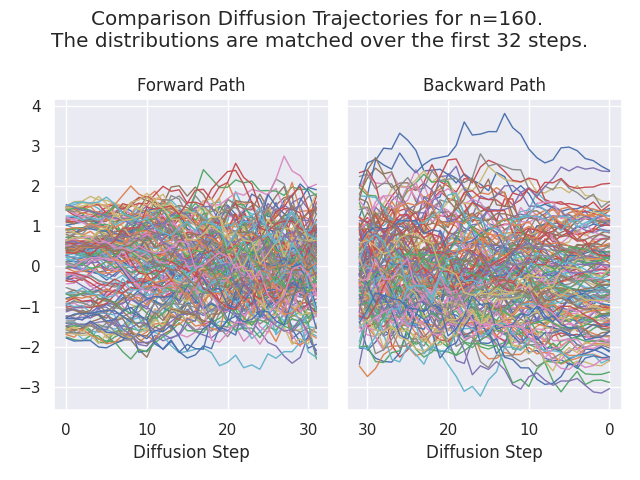 Comparison Diffusion Trajectories for n=160.
The distributions are matched over the first 32 steps.
Forward Path
Backward Path
4
3
2
1
0
−1
−2
−3
0 10 20 30
30 20 10 0
Diffusion Step
Diffusion Step